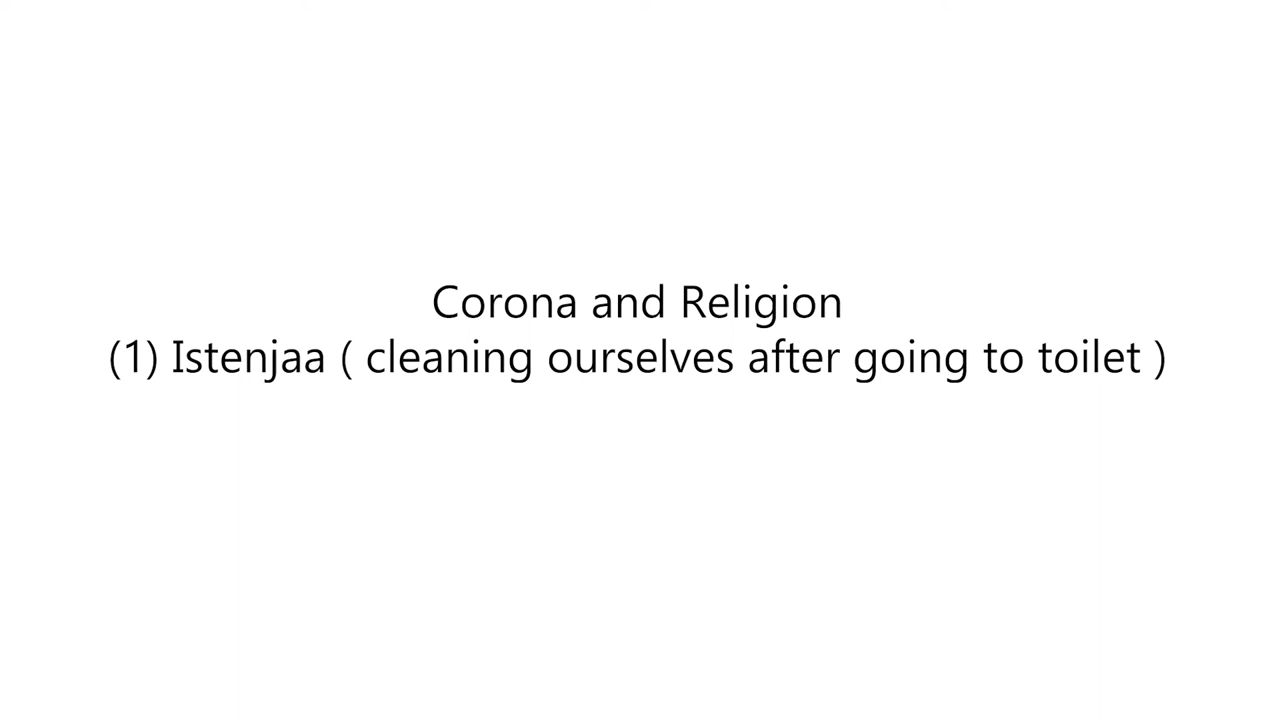 Corona and Religion
(1) Istenjaa ( cleaning ourselves after going to toilet )